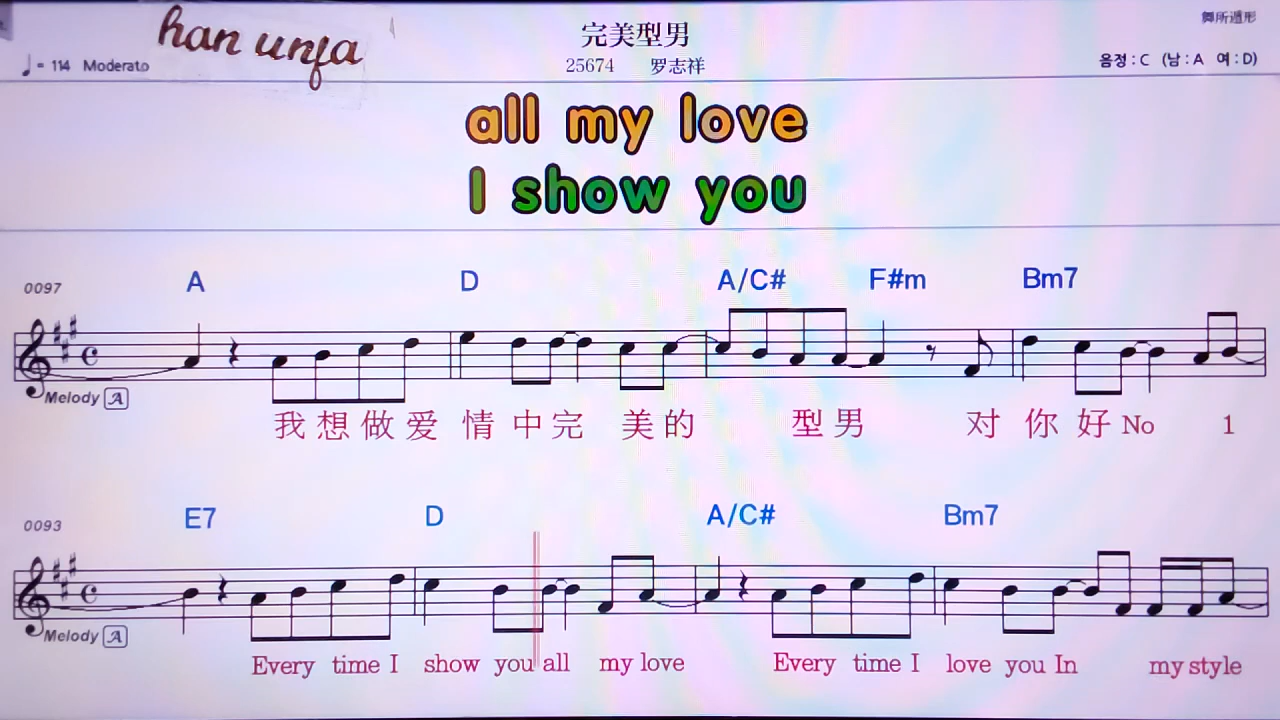 han unfa
完美型男
舞所遁形
♩= 114 Moderato
25674 罗志祥
음정 : C (남 : A 여 : D)
all my love
I show you
0097
A D A/C# F#m Bm7
Melody A
我想做爱 情中完 美的 型男 对 你好No 1
0093
E7 D A/C# Bm7
Melody A
Every time I show you all my love Every time I love you In my style